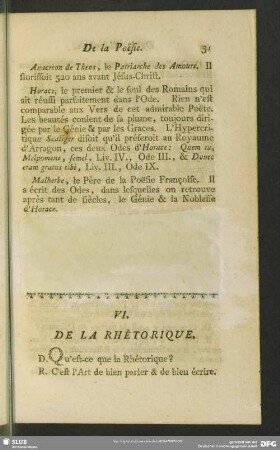 De la Poësie. 31
Anacreon de Theos, le Patriarche des Amours. Il
florissoit 520 ans avant Jésus-Christ.
Horace, le premier & le seul des Romains qui
ait réussi parfaitement dans l'Ode. Rien n'est
comparable aux Vers de cet admirable Poëte.
Les beautés coulent de sa plume, toujours diri-
gée par le Génie & par les Graces. L'Hypercri-
tique Scaliger disoit qu'il préferoit au Royaume
d'Arragon, ces deux Odes d'Horace: Quem tu,
Melpomene, semel, Liv. IV., Ode III., & Donec
eram gratus tibi, Liv. III., Ode IX.
Malherbe, le Père de la Poësie Françoise. Il
a écrit des Odes, dans lesquelles on retrouve
après tant de siècles, le Génie & la Noblesse
d'Horace.
VI.
DE LA RHÉTORIQUE.
D. Qu'est-ce que la Rhétorique?
R. C'est l'Art de bien parler & de bien écrire.
SLUB
DFG